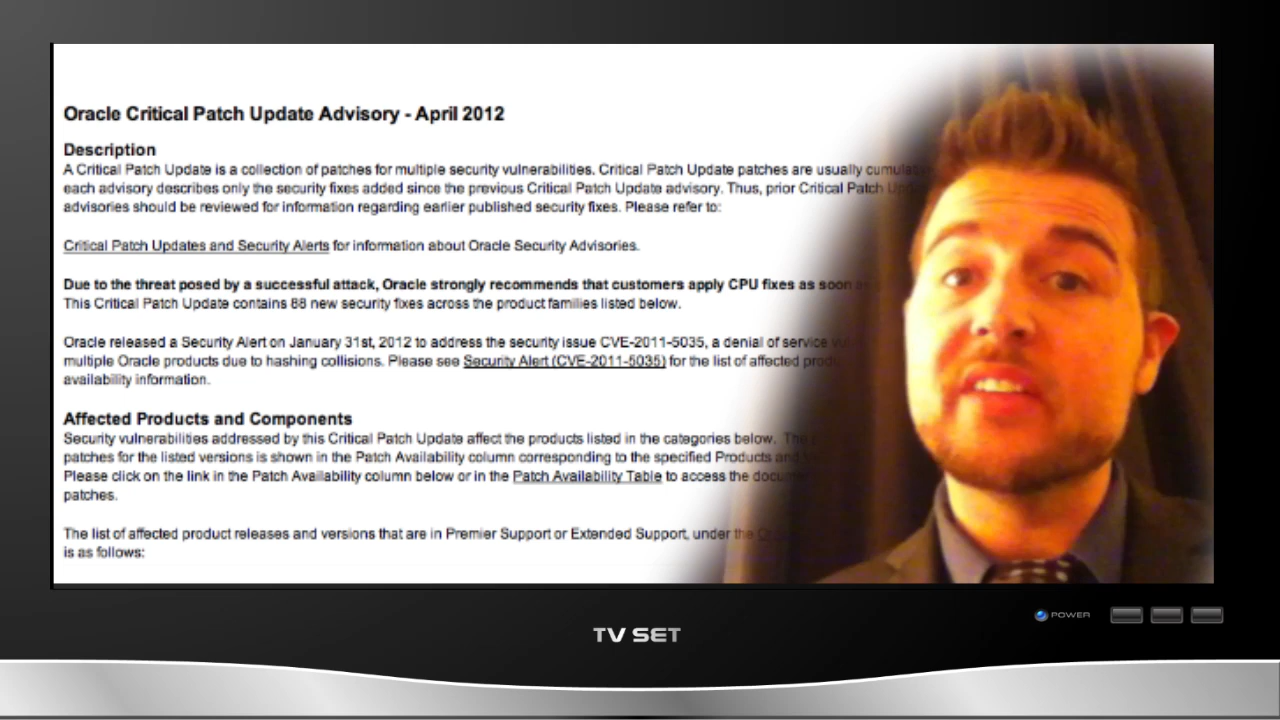 Oracle Critical Patch Update Advisory - April 2012
Description
A Critical Patch Update is a collection of patches for multiple security vulnerabilities. Critical Patch Update patches are usually
each advisory describes only the security fixes added since the previous Critical Patch Update advisory. Thus, prior Critical Patch
advisories should be reviewed for information regarding earlier published security fixes. Please refer to:
Critical Patch Updates and Security Alerts for information about Oracle Security Advisories.
Due to the threat posed by a successful attack, Oracle strongly recommends that customers apply CPU fixes as soon
This Critical Patch Update contains 88 new security fixes across the product families listed below.
Oracle released a Security Alert on January 31st, 2012 to address the security issue CVE-2011-5035, a denial of service
multiple Oracle products due to hashing collisions. Please see Security Alert (CVE-2011-5035) for the list of affected
availability information.
Affected Products and Components
Security vulnerabilities addressed by this Critical Patch Update affect the products listed in the categories below. The
patches for the listed versions is shown in the Patch Availability column corresponding to the specified Products and
Please click on the link in the Patch Availability column below or in the Patch Availability Table to access the
patches.
The list of affected product releases and versions that are in Premier Support or Extended Support, under the
is as follows:
POWER
TV SET